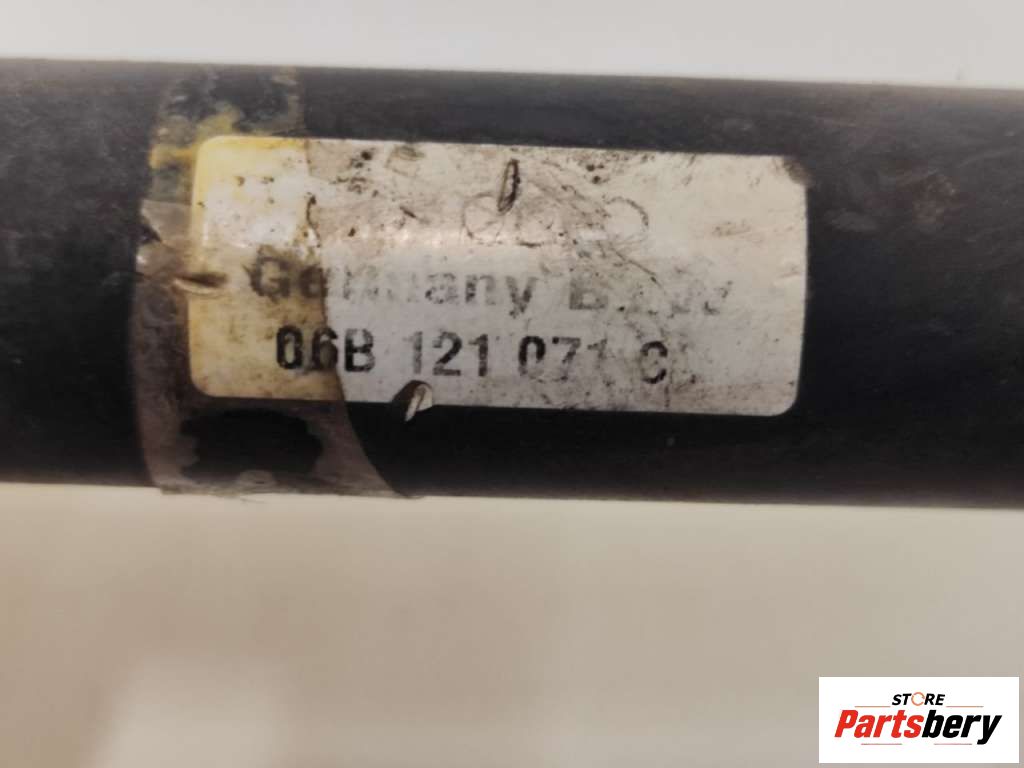 Germany
06B 121 071 C
STORE
Partsbery